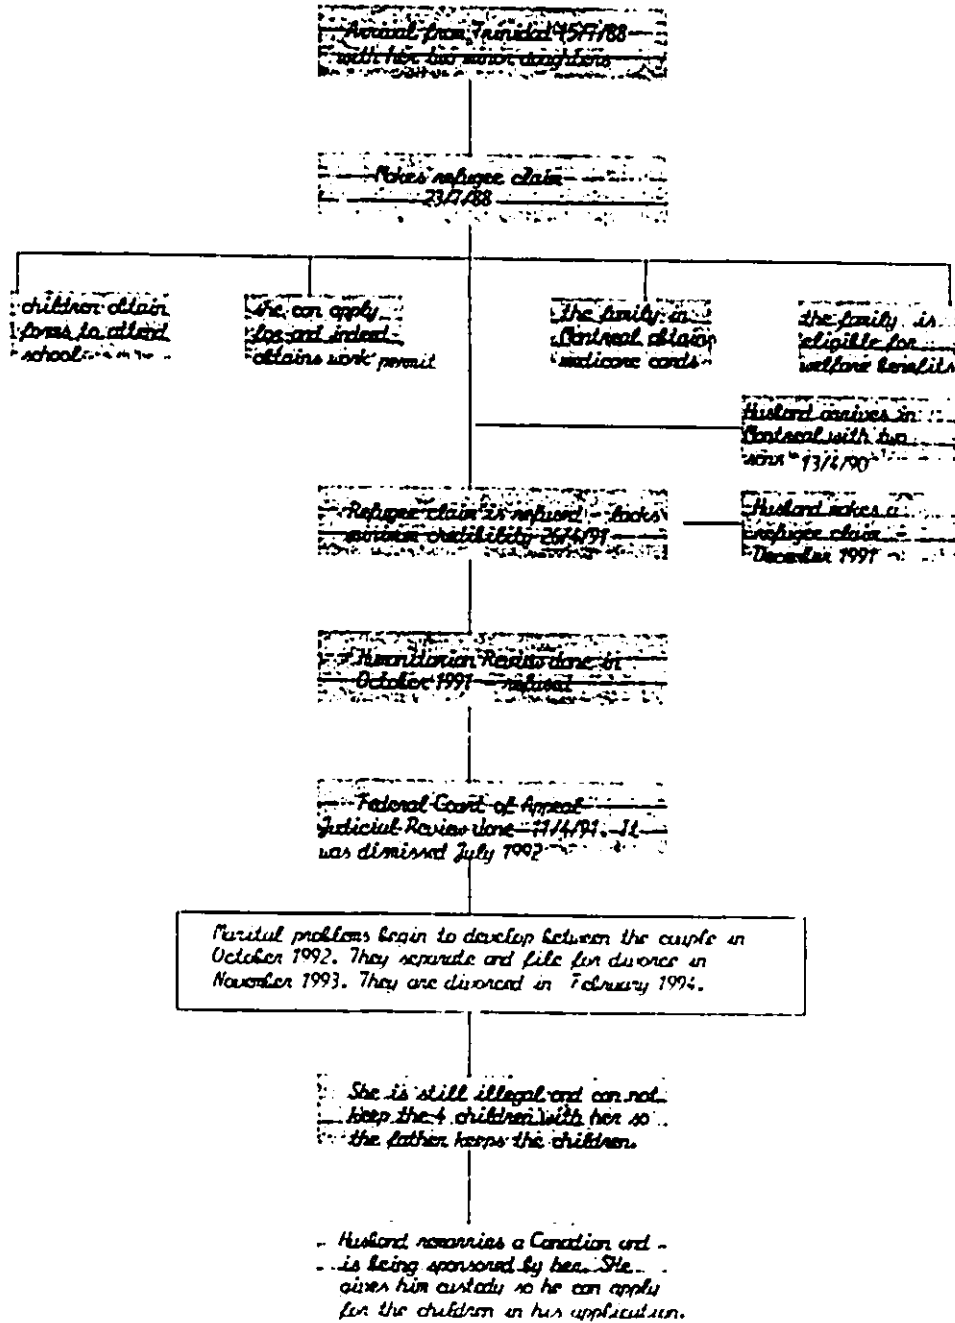 Arrival from Trinidad 15/7/88
with her two minor daughters
Makes refugee claim
23/7/88
children obtain
forms to attend
school
she can apply
for and indeed
obtains work permit
the family in
Montreal obtains
medicare cards
the family is
eligible for
welfare benefits
Husband arrives in
Montreal with two
sons 13/4/90
Refugee claim is refused - lacks
minimum credibility 26/4/91
Husband makes a
refugee claim -
December 1991
Humanitarian Review done in
October 1991 - refusal
Federal Court of Appeal
Judicial Review done 11/4/91. It
was dismissed July 1992
Marital problems begin to develop between the couple in
October 1992. They separate and file for divorce in
November 1993. They are divorced in February 1994.
She is still illegal and can not
keep the 4 children with her so
the father keeps the children.
Husband remarries a Canadian and
is being sponsored by her. She
gives him custody so he can apply
for the children in his application.